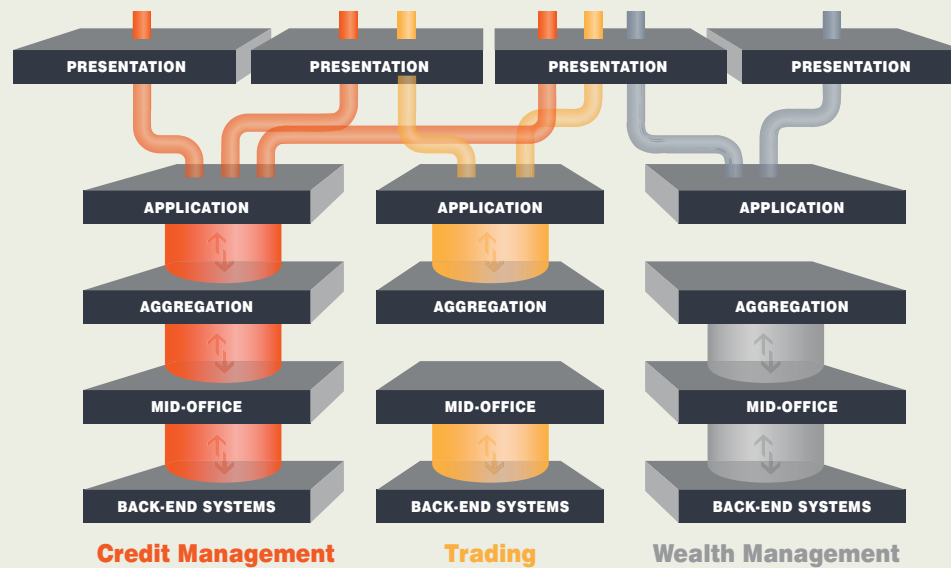 PRESENTATION
PRESENTATION
PRESENTATION
PRESENTATION
APPLICATION
APPLICATION
APPLICATION
AGGREGATION
AGGREGATION
AGGREGATION
MID-OFFICE
MID-OFFICE
MID-OFFICE
BACK-END SYSTEMS
BACK-END SYSTEMS
BACK-END SYSTEMS
Credit Management
Trading
Wealth Management